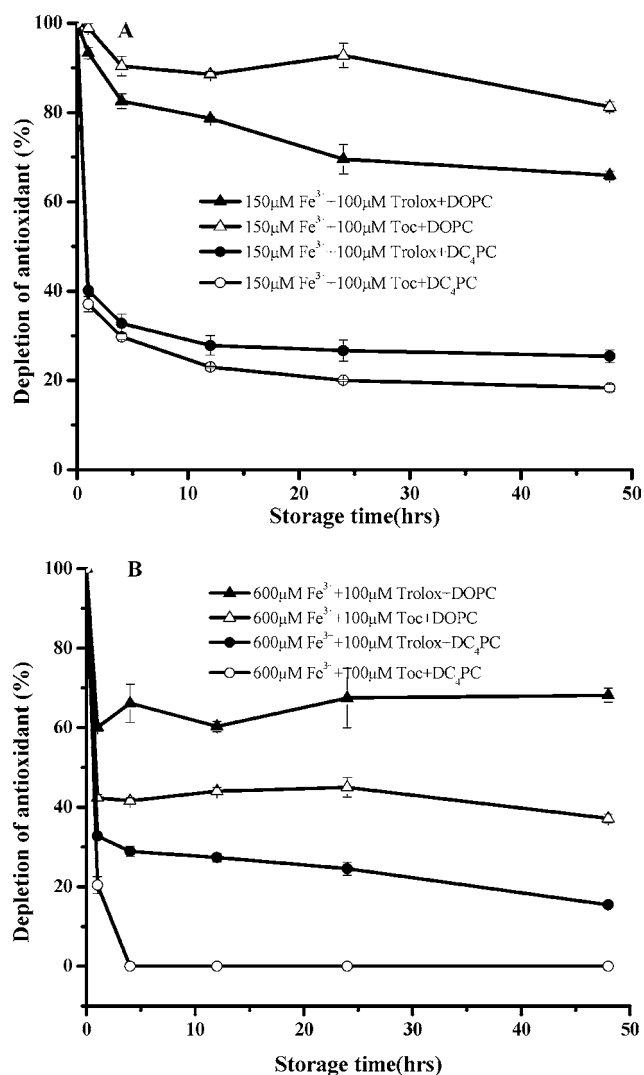 A
100
80
60
40
20
0
Depletion of antioxidant (%)
150μM Fe³⁻−100μM Trolox+DOPC
150μM Fe³⁻−100μM Toc+DOPC
150μM Fe³⁻−100μM Trolox+DC₄PC
150μM Fe³⁻−100μM Toc+DC₄PC
0 10 20 30 40 50
Storage time(hrs)
B
100
80
60
40
20
0
Depletion of antioxidant (%)
600μM Fe³⁻+100μM Trolox−DOPC
600μM Fe³⁻+100μM Toc+DOPC
600μM Fe³⁻+100μM Trolox−DC₄PC
600μM Fe³⁻+100μM Toc+DC₄PC
0 10 20 30 40 50
Storage time(hrs)